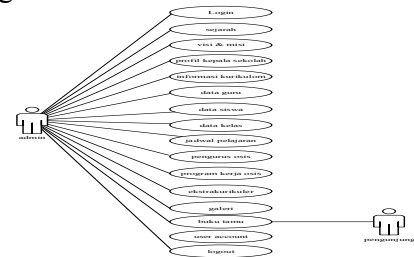 Login
sejarah
visi & misi
profil kepala sekolah
informasi kurikulom
data guru
data siswa
data kelas
jadwal pelajaran
pengurus osis
program kerja osis
ekstrakurikuler
galeri
buku tamu
user account
logout
admin
pengunjung